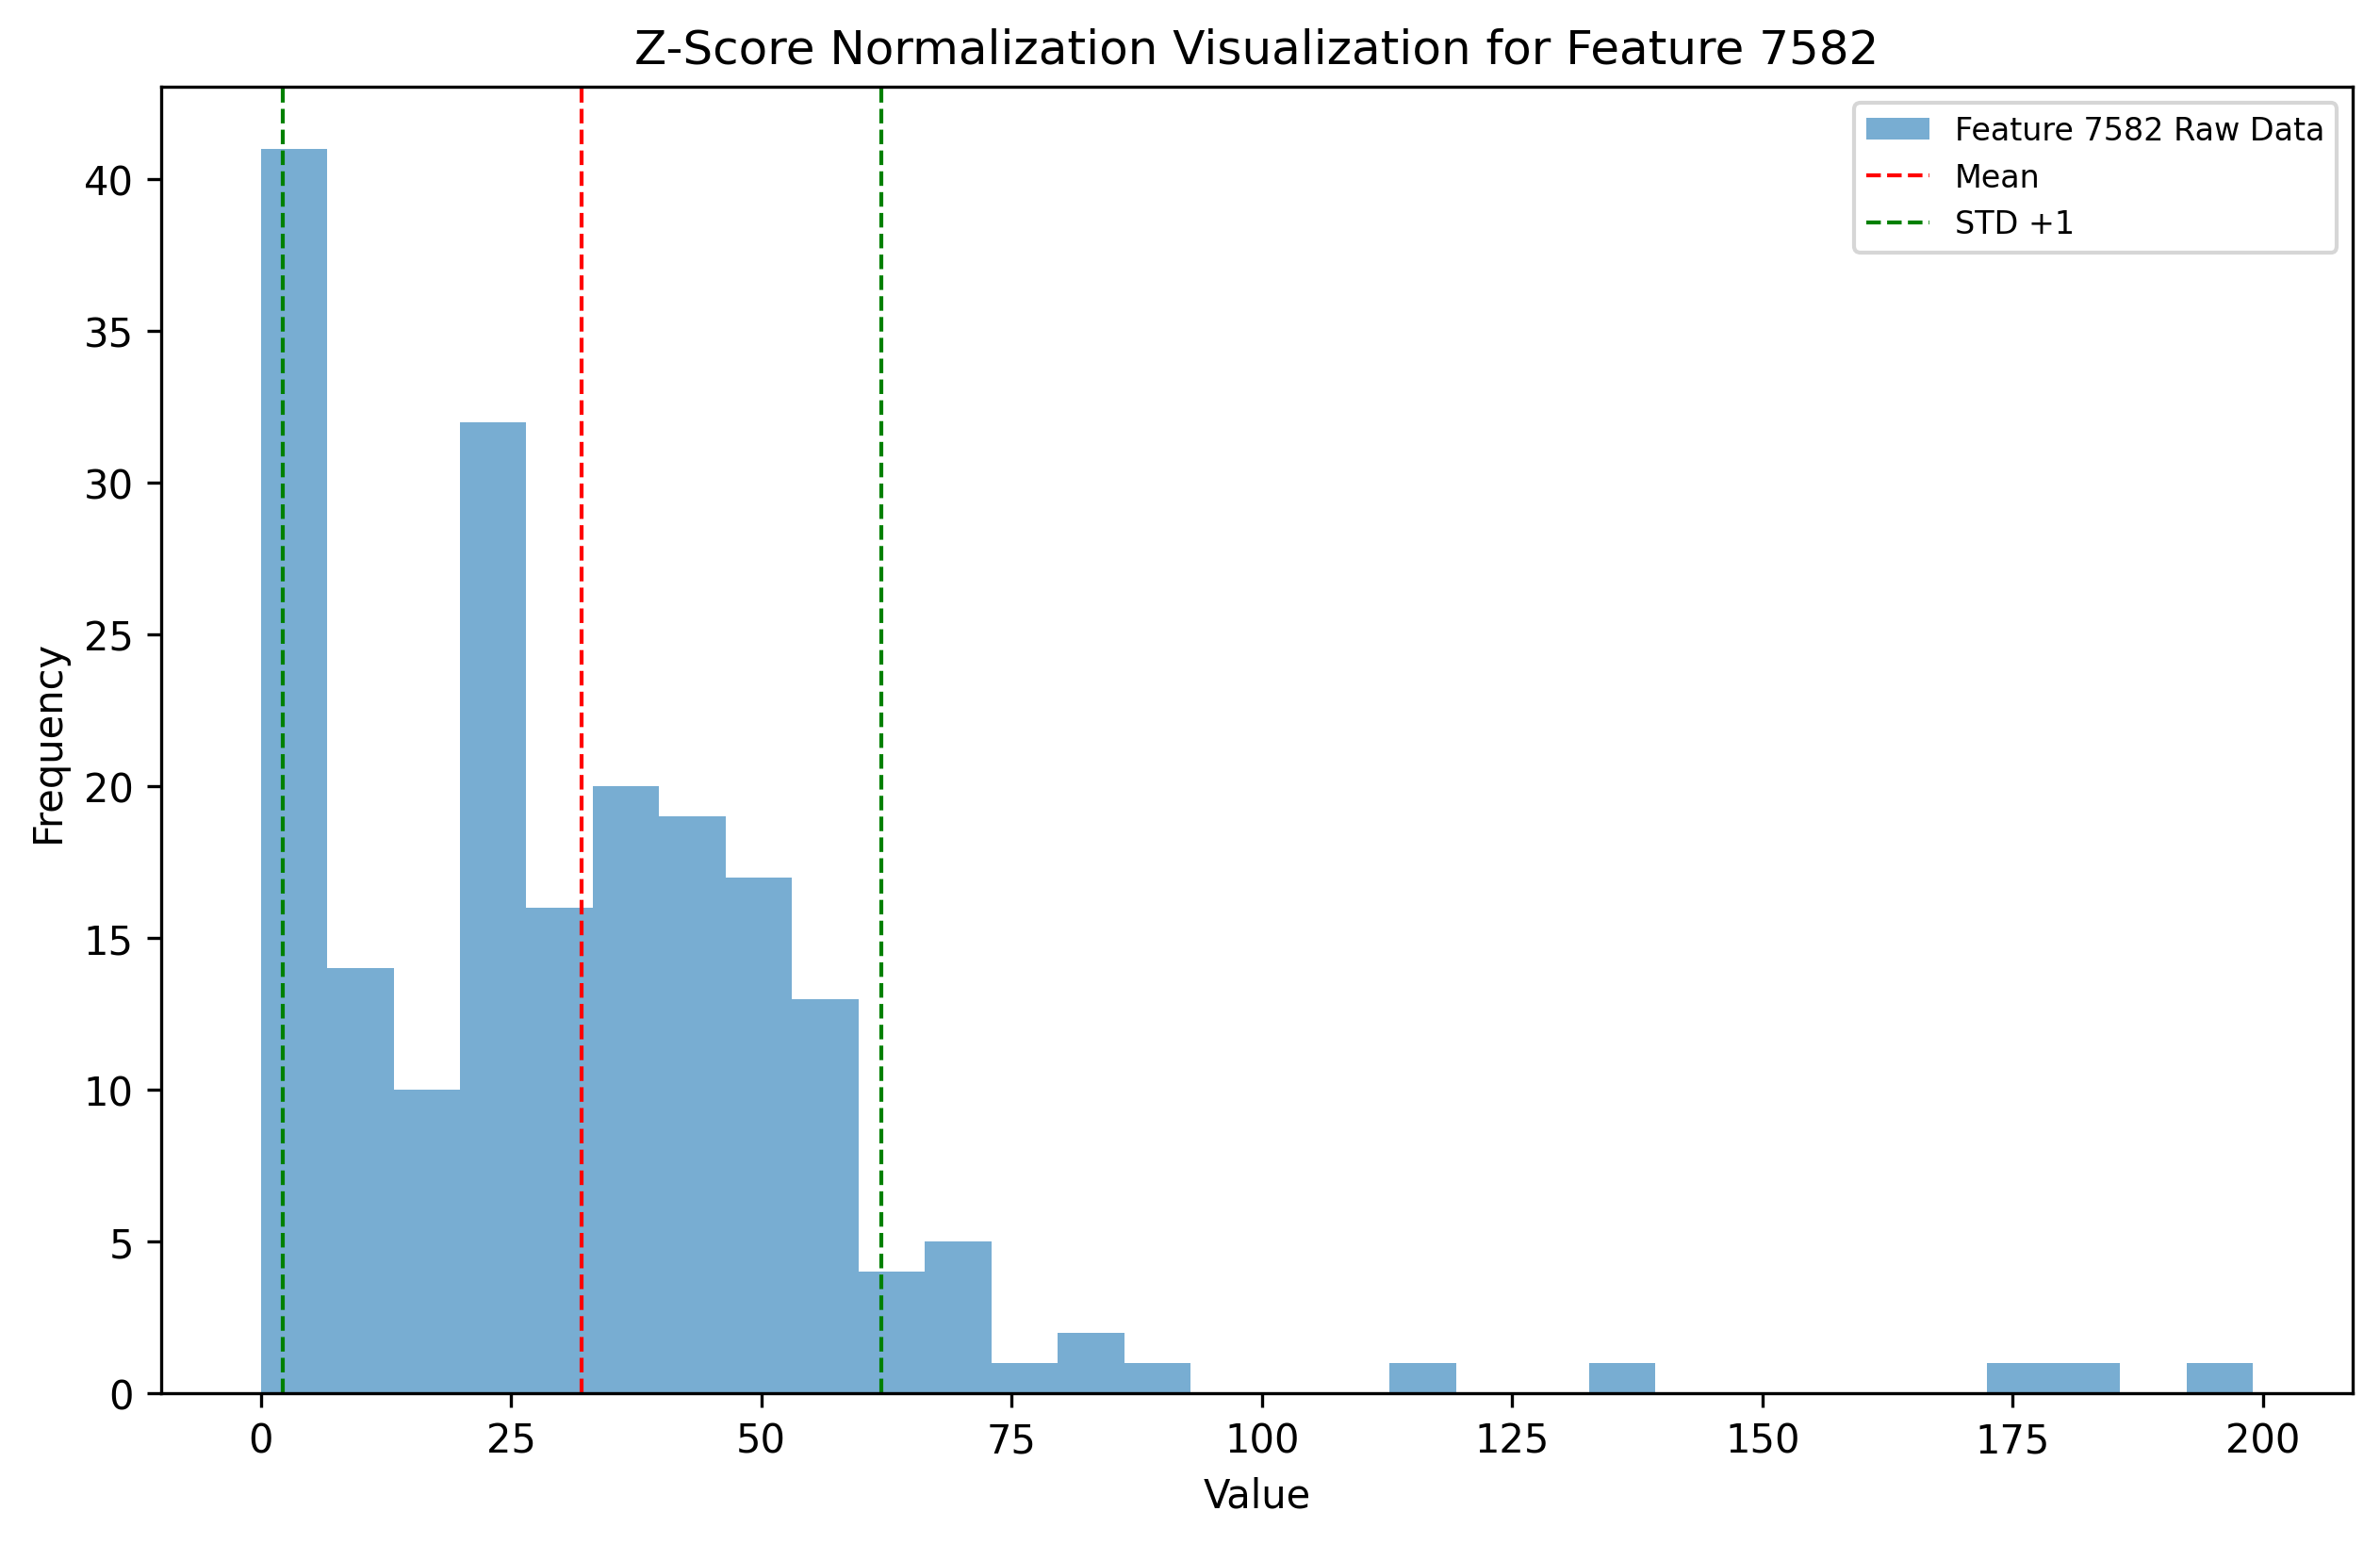 Z-Score Normalization Visualization for Feature 7582
Feature 7582 Raw Data
Mean
STD +1
Frequency
40
35
30
25
20
15
10
5
0
0 25 50 75 100 125 150 175 200
Value